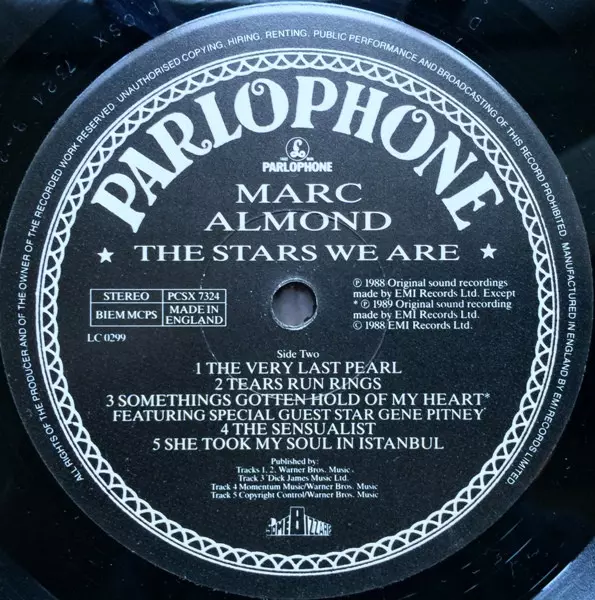 ALL RIGHTS OF THE PRODUCER AND OF THE OWNER OF THE RECORDED WORK RESERVED. UNAUTHORISED COPYING, HIRING, RENTING, PUBLIC PERFORMANCE AND BROADCASTING OF THIS RECORD PROHIBITED. MANUFACTURED IN ENGLAND BY EMI RECORDS LIMITED.
PARLOPHONE
PARLOPHONE
MARC
ALMOND
★ THE STARS WE ARE ★
STEREO PCSX 7324
BIEM MCPS MADE IN ENGLAND
LC 0299
℗ 1988 Original sound recordings
made by EMI Records Ltd. Except
* ℗ 1989 Original sound recording
made by EMI Records Ltd.
© 1988 EMI Records Ltd.
Side Two
1 THE VERY LAST PEARL
2 TEARS RUN RINGS
3 SOMETHINGS GOTTEN HOLD OF MY HEART*
FEATURING SPECIAL GUEST STAR GENE PITNEY
4 THE SENSUALIST
5 SHE TOOK MY SOUL IN ISTANBUL
Published by:
Tracks 1. 2. Warner Bros. Music.
Track 3 Dick James Music Ltd.
Track 4 Momentum Music/Warner Bros. Music
Track 5 Copyright Control/Warner Bros. Music
SOME BIZZARE